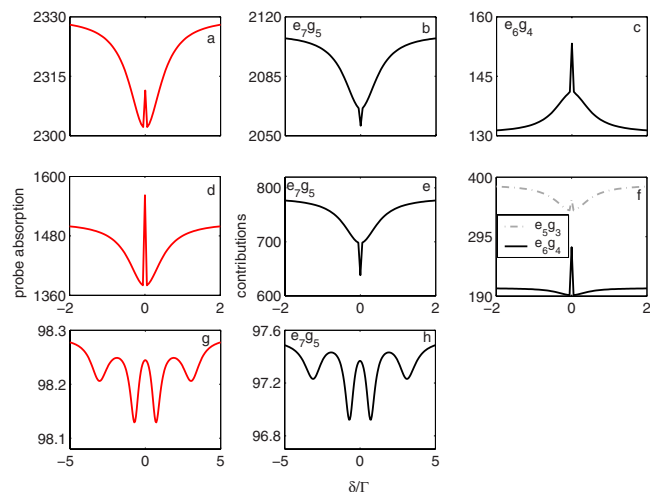 2330
2315
2300
a
2120
2085
2050
e7g5
b
160
145
130
e6g4
c
probe absorption
1600
1480
1360
d
−2
0
2
contributions
800
700
600
e7g5
e
−2
0
2
400
295
190
f
e5g3
e6g4
−2
0
2
98.3
98.2
98.1
g
−5
0
5
97.6
97.2
96.8
e7g5
h
−5
0
5
δ/Γ